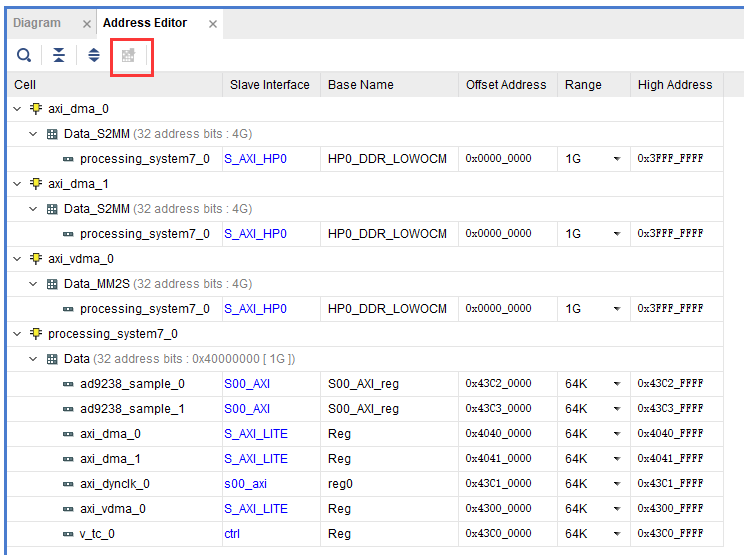 Diagram Address Editor
Cell Slave Interface Base Name Offset Address Range High Address
axi_dma_0
Data_S2MM (32 address bits : 4G)
processing_system7_0 S_AXI_HP0 HP0_DDR_LOWOCM 0x0000_0000 1G 0x3FFF_FFFF
axi_dma_1
Data_S2MM (32 address bits : 4G)
processing_system7_0 S_AXI_HP0 HP0_DDR_LOWOCM 0x0000_0000 1G 0x3FFF_FFFF
axi_vdma_0
Data_MM2S (32 address bits : 4G)
processing_system7_0 S_AXI_HP0 HP0_DDR_LOWOCM 0x0000_0000 1G 0x3FFF_FFFF
processing_system7_0
Data (32 address bits : 0x40000000 [ 1G ])
ad9238_sample_0 S00_AXI S00_AXI_reg 0x43C2_0000 64K 0x43C2_FFFF
ad9238_sample_1 S00_AXI S00_AXI_reg 0x43C3_0000 64K 0x43C3_FFFF
axi_dma_0 S_AXI_LITE Reg 0x4040_0000 64K 0x4040_FFFF
axi_dma_1 S_AXI_LITE Reg 0x4041_0000 64K 0x4041_FFFF
axi_dynclk_0 s00_axi reg0 0x43C1_0000 64K 0x43C1_FFFF
axi_vdma_0 S_AXI_LITE Reg 0x4300_0000 64K 0x4300_FFFF
v_tc_0 ctrl Reg 0x43C0_0000 64K 0x43C0_FFFF